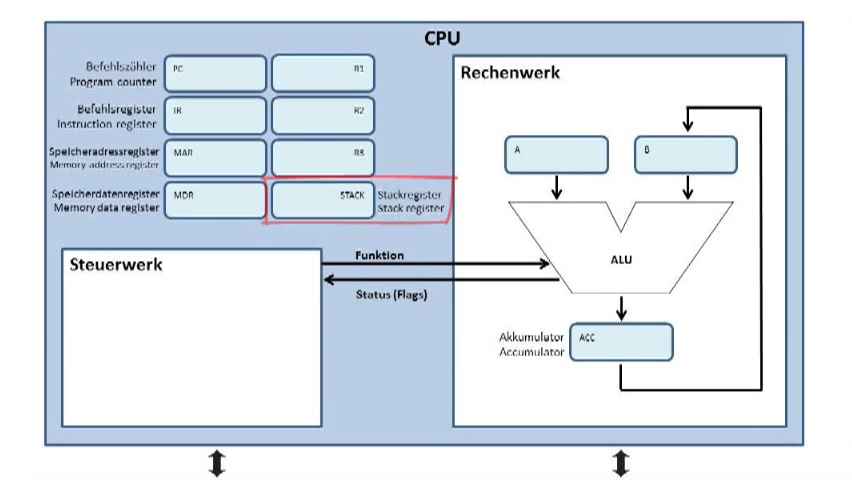 CPU
Befehlszähler
Program counter
PC
R1
Befehlsregister
Instruction register
IR
R2
Speicheradressregister
Memory address register
MAR
R3
Speicherdatenregister
Memory data register
MDR
STACK
Stackregister
Stack register
Steuerwerk
Funktion
Status (Flags)
Rechenwerk
A
B
ALU
Akkumulator
Accumulator
ACC